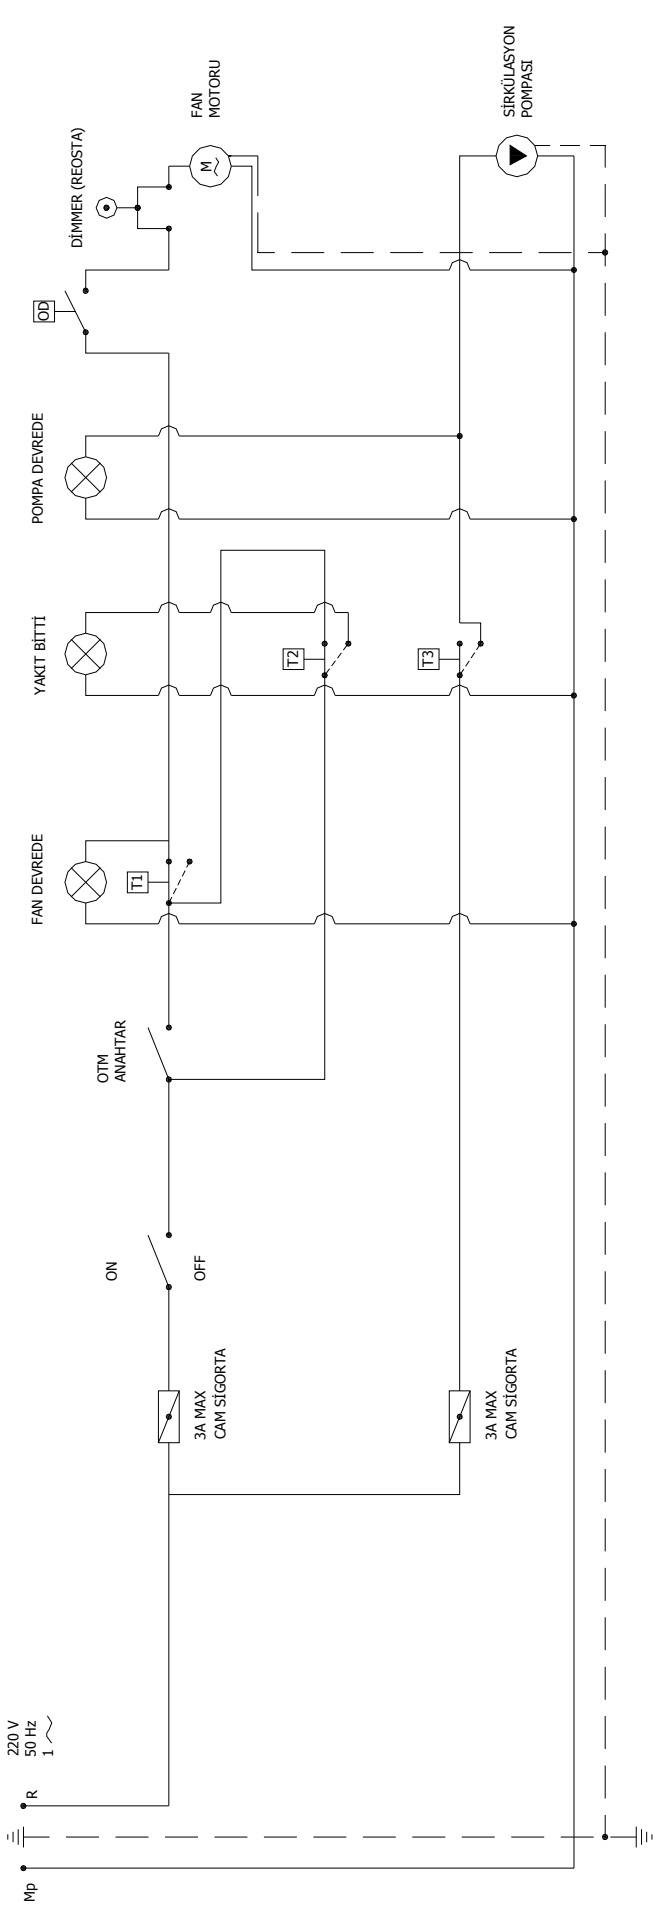 220 V
50 Hz
1
R
Mp
3A MAX
CAM SİGORTA
3A MAX
CAM SİGORTA
ON
OFF
OTM
ANAHTAR
FAN DEVREDE
T1
YAKIT BİTTİ
T2
T3
POMPA DEVREDE
OD
DİMMER (REOSTA)
FAN
MOTORU
M
SİRKÜLASYON
POMPASI